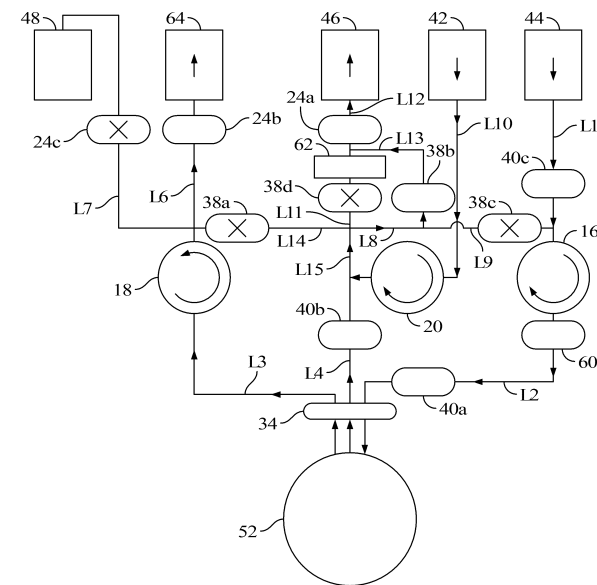 48 64 46 42 44
24a L12 L10 L1
24c 24b L13
62 38b 40c
L7 L6 38d
38a L11 38c
L14 L8 L9 16
18 L15 20
40b 60
L3 L4 L2
34 40a
52